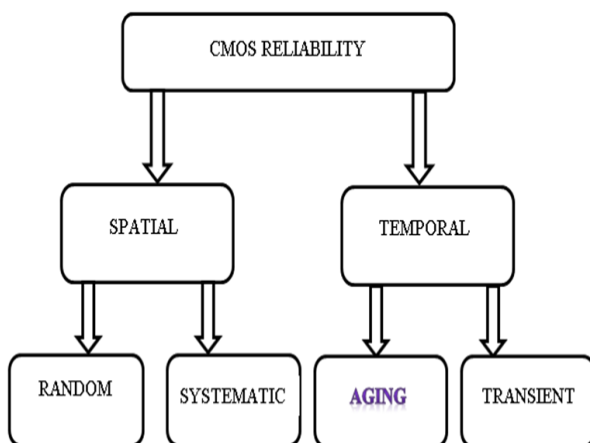 CMOS RELIABILITY
SPATIAL
TEMPORAL
RANDOM
SYSTEMATIC
AGING
TRANSIENT